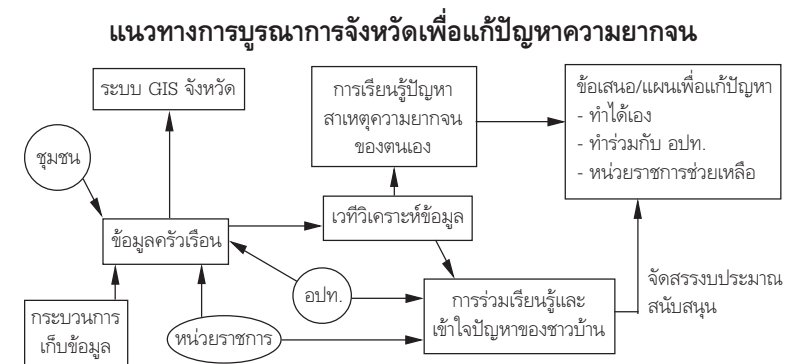 แนวทางการบูรณาการจังหวัดเพื่อแก้ปัญหาความยากจน
ระบบ GIS จังหวัด
การเรียนรู้ปัญหา
สาเหตุความยากจน
ของตนเอง
ข้อเสนอ/แผนเพื่อแก้ปัญหา
- ทำได้เอง
- ทำร่วมกับ อปท.
- หน่วยราชการช่วยเหลือ
ชุมชน
ข้อมูลครัวเรือน
เวทีวิเคราะห์ข้อมูล
อปท.
การร่วมเรียนรู้และ
เข้าใจปัญหาของชาวบ้าน
จัดสรรงบประมาณ
สนับสนุน
กระบวนการ
เก็บข้อมูล
หน่วยราชการ